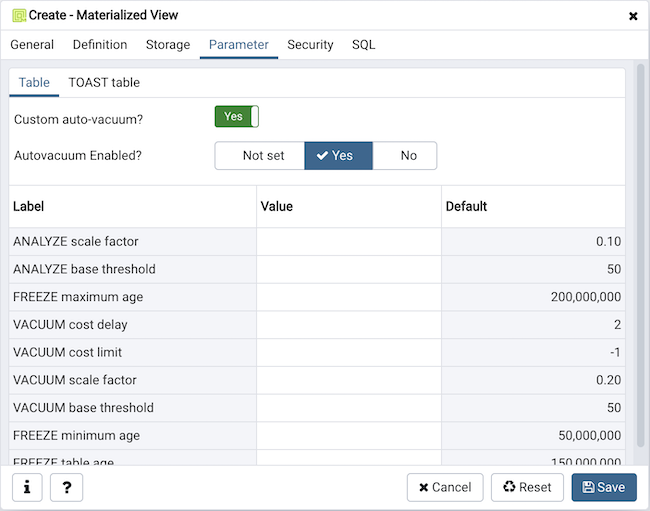 Create - Materialized View
General Definition Storage Parameter Security SQL
Table TOAST table
Custom auto-vacuum? Yes
Autovacuum Enabled? Not set Yes No
Label Value Default
ANALYZE scale factor 0.10
ANALYZE base threshold 50
FREEZE maximum age 200,000,000
VACUUM cost delay 2
VACUUM cost limit -1
VACUUM scale factor 0.20
VACUUM base threshold 50
FREEZE minimum age 50,000,000
FREEZE table age 150,000,000
i ? Cancel Reset Save